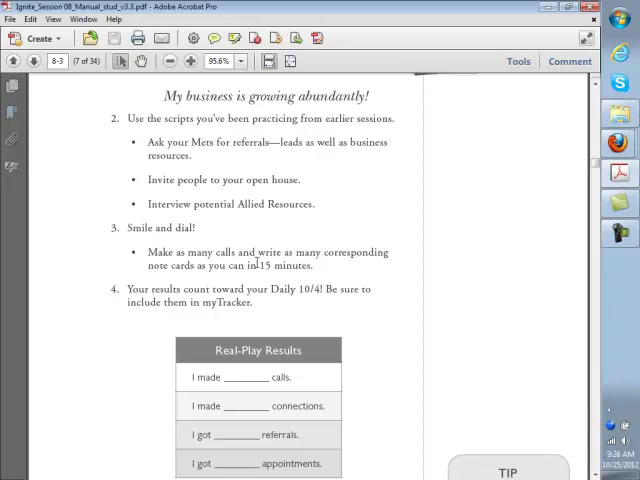 Ignite_Session 08_Manual_stud_v3.3.pdf - Adobe Acrobat Pro
File Edit View Window Help
Create
8-3 (7 of 34) 95.6% Tools Comment
My business is growing abundantly!
2. Use the scripts you've been practicing from earlier sessions.
• Ask your Mets for referrals—leads as well as business
resources.
• Invite people to your open house.
• Interview potential Allied Resources.
3. Smile and dial!
• Make as many calls and write as many corresponding
note cards as you can in 15 minutes.
4. Your results count toward your Daily 10/4! Be sure to
include them in myTracker.
Real-Play Results
I made ________ calls.
I made ________ connections.
I got ________ referrals.
I got ________ appointments.
TIP
9:26 AM
10/25/2012